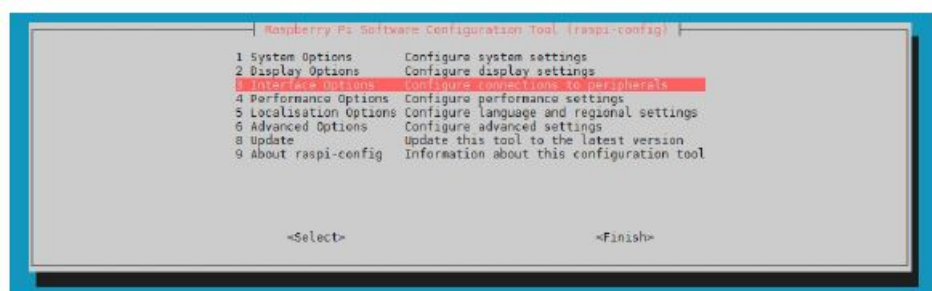 Raspberry Pi Software Configuration Tool (raspi-config)
1 System Options Configure system settings
2 Display Options Configure display settings
3 Interface Options Configure connections to peripherals
4 Performance Options Configure performance settings
5 Localisation Options Configure language and regional settings
6 Advanced Options Configure advanced settings
8 Update Update this tool to the latest version
9 About raspi-config Information about this configuration tool
<Select> <Finish>